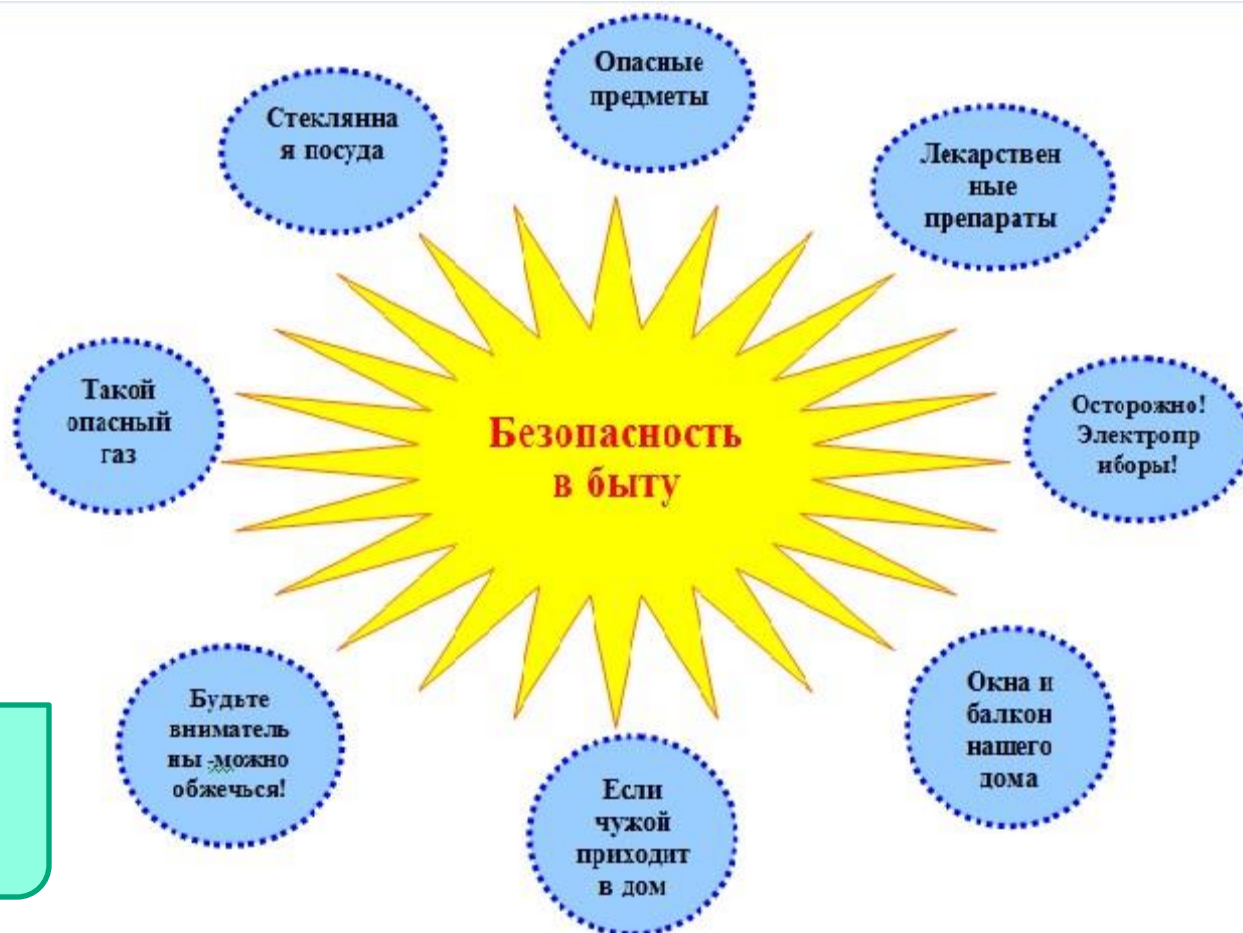 Опасные
предметы
Стеклянна
я посуда
Лекарствен
ные
препараты
Такой
опасный
газ
Безопасность
в быту
Осторожно!
Электропр
иборы!
Будьте
вниматель
ны -можно
обжечься!
Если
чужой
приходит
в дом
Окна и
балкон
нашего
дома